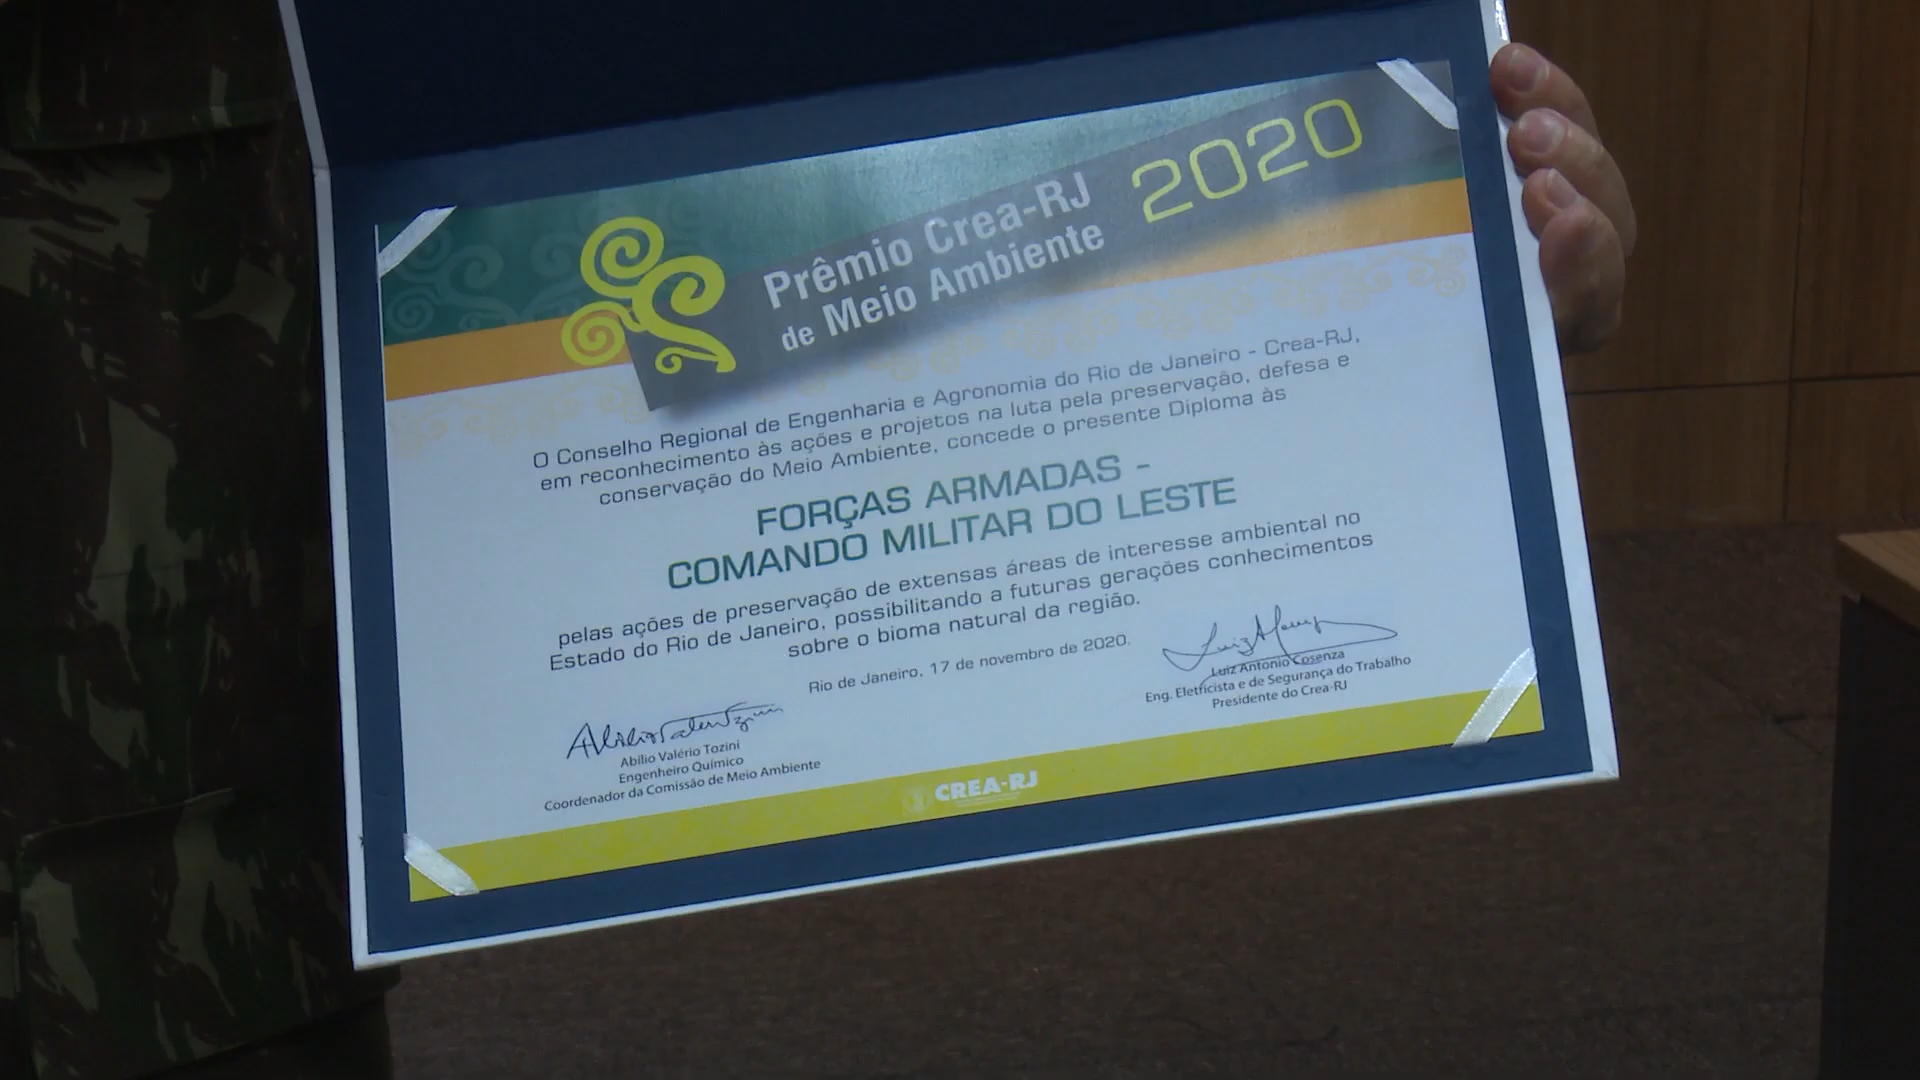 Prêmio Crea-RJ
de Meio Ambiente
2020
O Conselho Regional de Engenharia e Agronomia do Rio de Janeiro - Crea-RJ,
em reconhecimento às ações e projetos na luta pela preservação, defesa e
conservação do Meio Ambiente, concede o presente Diploma às
FORÇAS ARMADAS -
COMANDO MILITAR DO LESTE
pelas ações de preservação de extensas áreas de interesse ambiental no
Estado do Rio de Janeiro, possibilitando a futuras gerações conhecimentos
sobre o bioma natural da região.
Rio de Janeiro, 17 de novembro de 2020.
Luiz Antonio Cosenza
Eng. Eletricista e de Segurança do Trabalho
Presidente do Crea-RJ
Abílio Valério Tozini
Engenheiro Químico
Coordenador da Comissão de Meio Ambiente
CREA-RJ